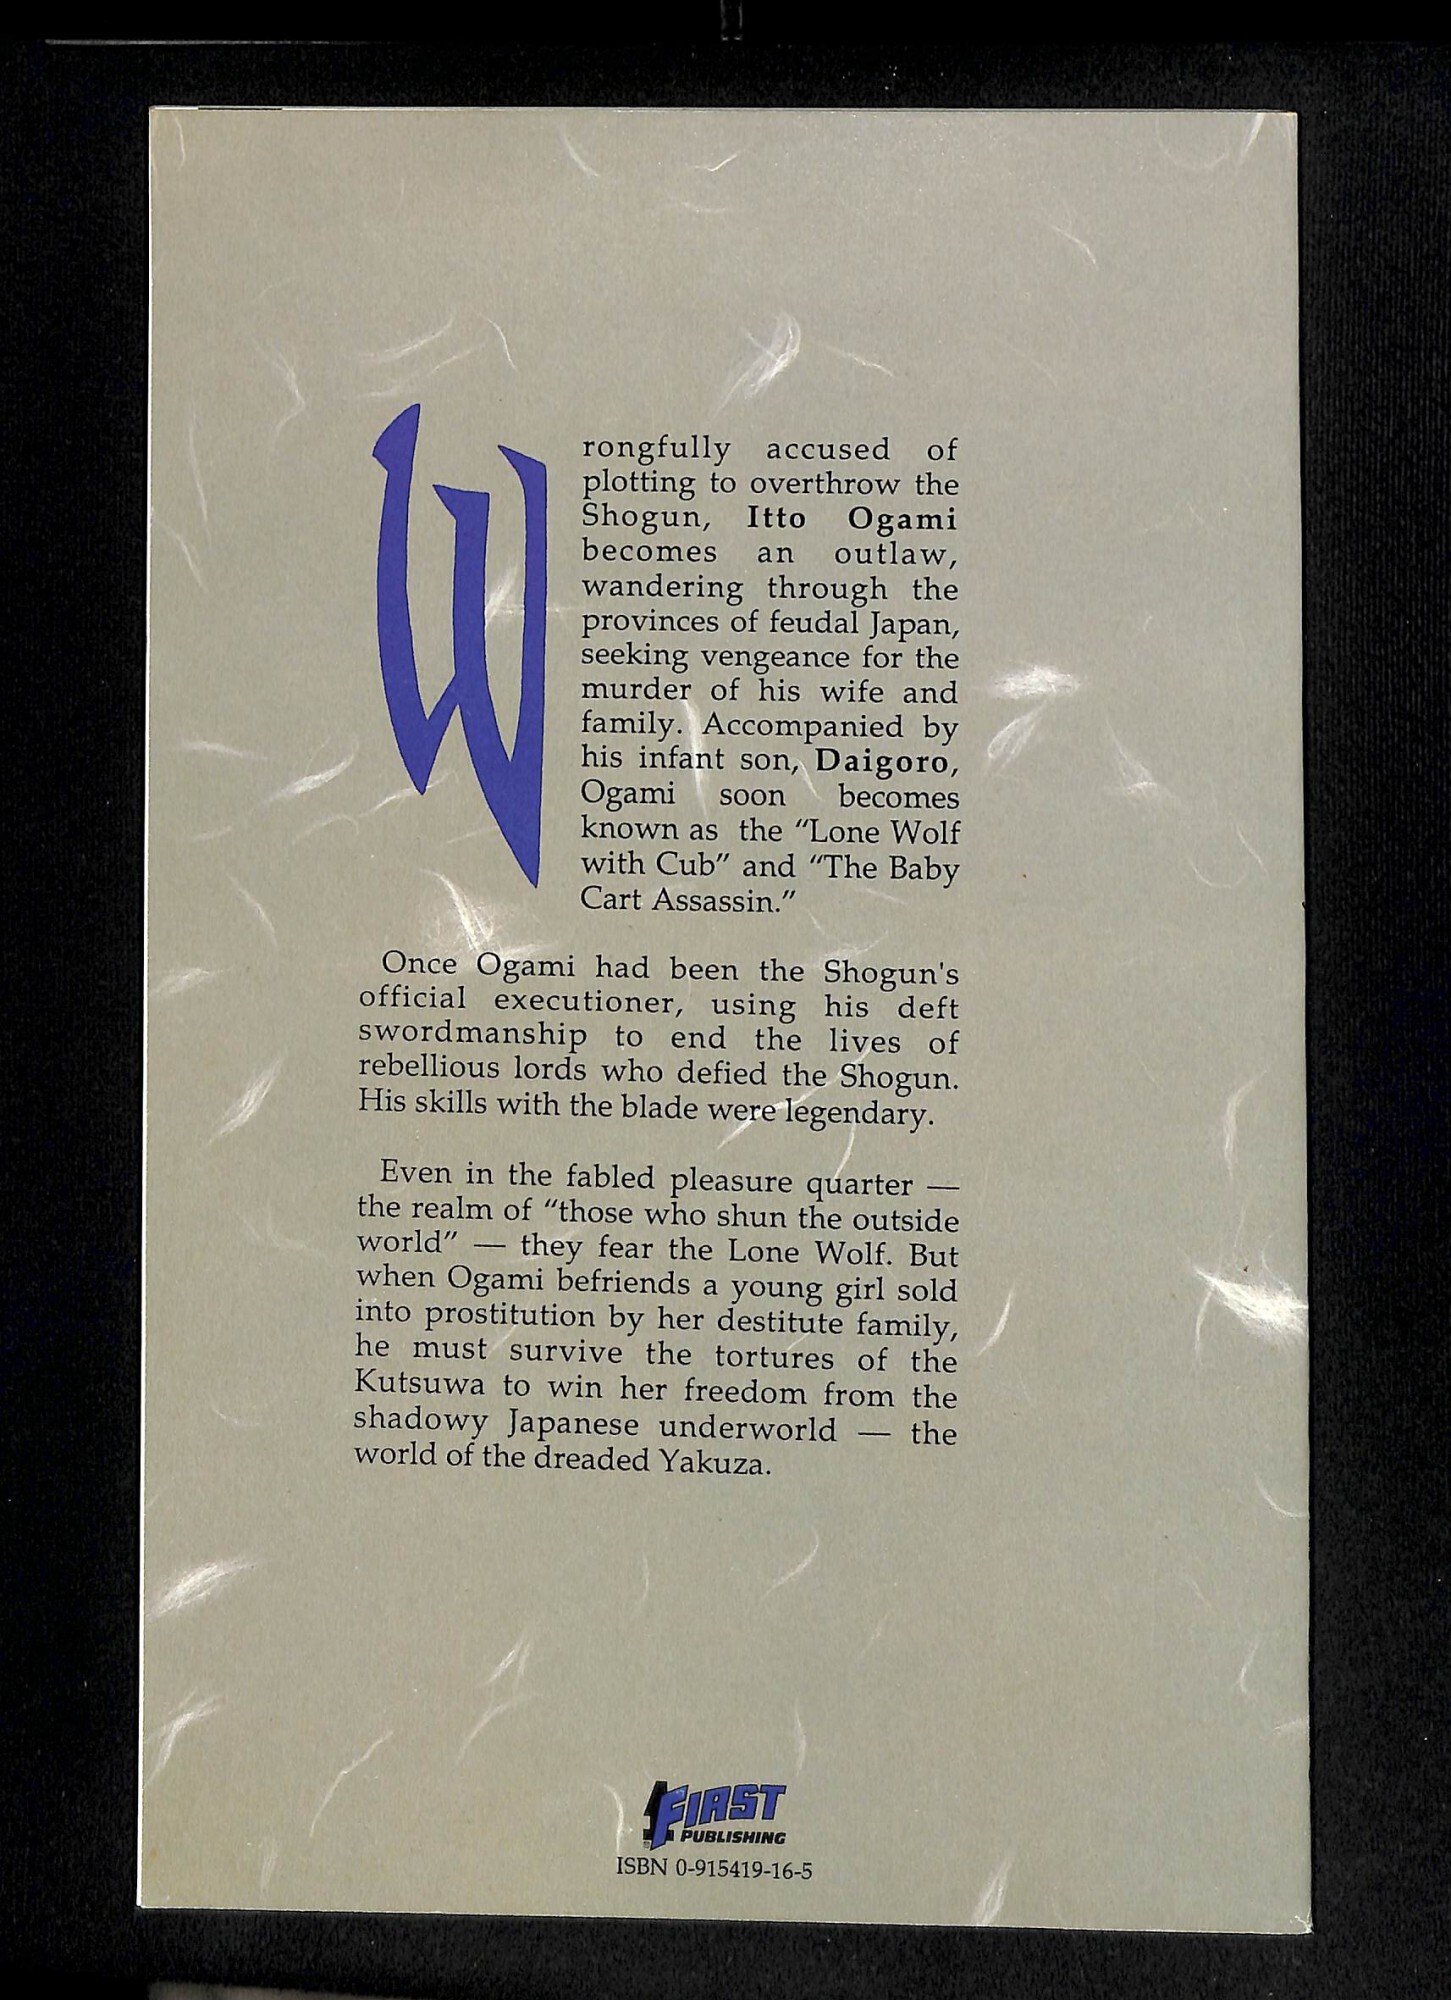 Wrongfully accused of
plotting to overthrow the
Shogun, Itto Ogami
becomes an outlaw,
wandering through the
provinces of feudal Japan,
seeking vengeance for the
murder of his wife and
family. Accompanied by
his infant son, Daigoro,
Ogami soon becomes
known as the “Lone Wolf
with Cub” and “The Baby
Cart Assassin.”
Once Ogami had been the Shogun's
official executioner, using his deft
swordmanship to end the lives of
rebellious lords who defied the Shogun.
His skills with the blade were legendary.
Even in the fabled pleasure quarter —
the realm of “those who shun the outside
world” — they fear the Lone Wolf. But
when Ogami befriends a young girl sold
into prostitution by her destitute family,
he must survive the tortures of the
Kutsuwa to win her freedom from the
shadowy Japanese underworld — the
world of the dreaded Yakuza.
1 FIRST
PUBLISHING
ISBN 0-915419-16-5